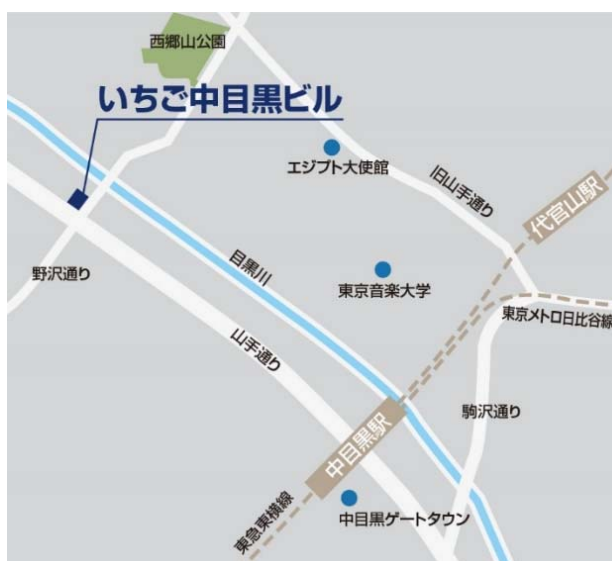 西郷山公園
いちご中目黒ビル
エジプト大使館
旧山手通り
代官山駅
野沢通り
目黒川
東京音楽大学
東京メトロ日比谷線
山手通り
駒沢通り
中目黒駅
東急東横線
中目黒ゲートタウン